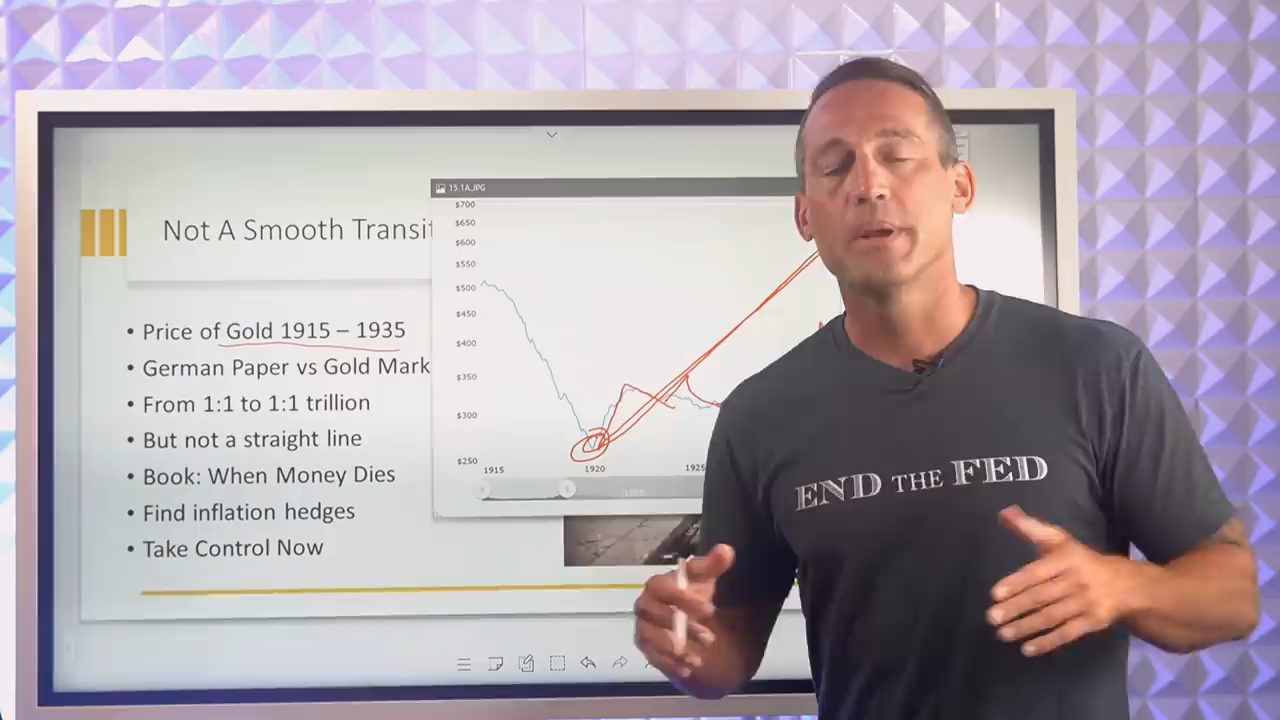 15.1A.JPG
$700
$650
$600
$550
$500
$450
$400
$350
$300
$250
1915
1920
1925
1930
Not A Smooth Transit
• Price of Gold 1915 – 1935
• German Paper vs Gold Mark
• From 1:1 to 1:1 trillion
• But not a straight line
• Book: When Money Dies
• Find inflation hedges
• Take Control Now
END THE FED